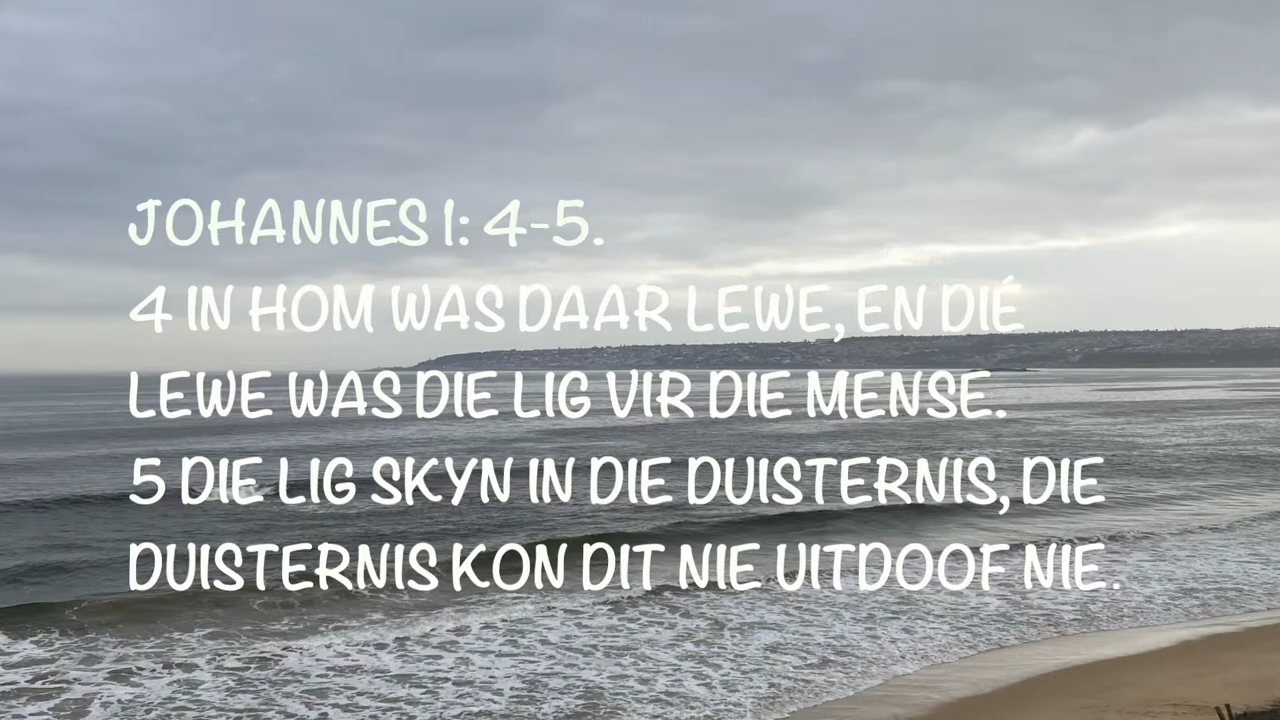 JOHANNES 1: 4-5.
4 IN HOM WAS DAAR LEWE, EN DIÉ
LEWE WAS DIE LIG VIR DIE MENSE.
5 DIE LIG SKYN IN DIE DUISTERNIS, DIE
DUISTERNIS KON DIT NIE UITDOOF NIE.